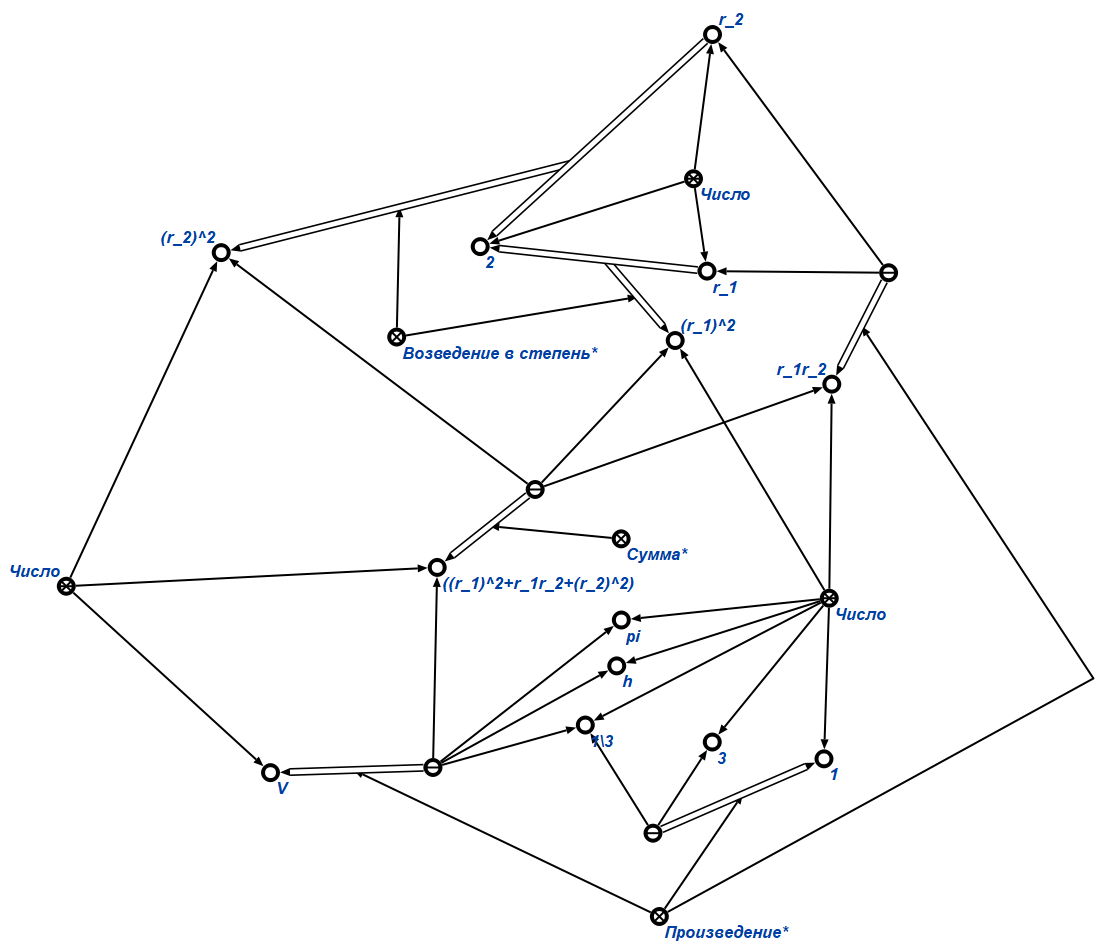 r_2
Число
(r_2)^2
2
r_1
(r_1)^2
Возведение в степень*
r_1r_2
Сумма*
Число
((r_1)^2+r_1r_2+(r_2)^2)
Число
pi
h
1\3
3
1
V
Произведение*